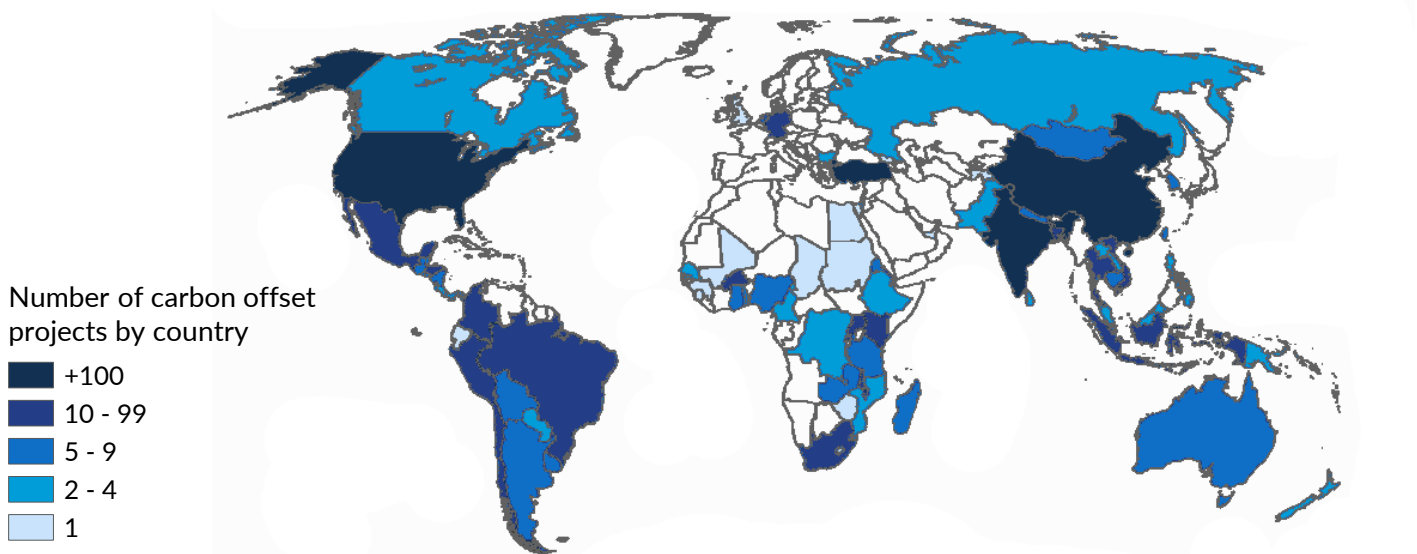 Number of carbon offset
projects by country
+100
10 - 99
5 - 9
2 - 4
1